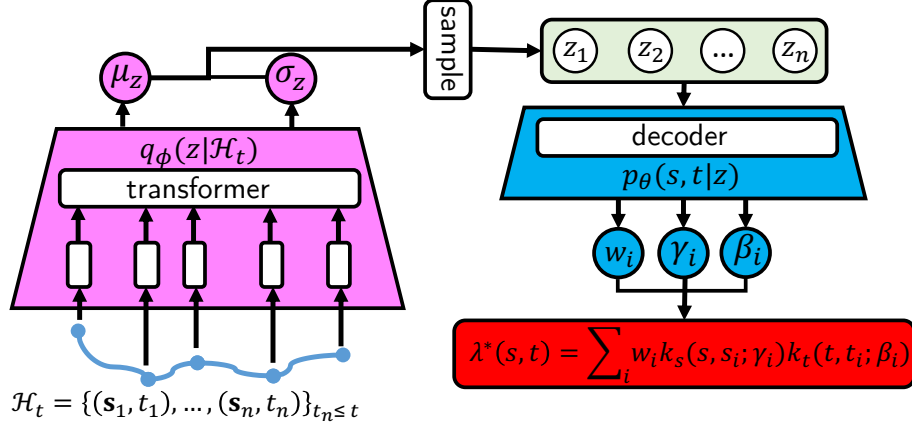 μ_z
σ_z
sample
z_1 z_2 ... z_n
q_ϕ(z|ℋ_t)
transformer
decoder
p_θ(s, t|z)
w_i γ_i β_i
λ*(s, t) = ∑_i w_i k_s(s, s_i; γ_i)k_t(t, t_i; β_i)
ℋ_t = {(𝐬_1, t_1), ..., (𝐬_n, t_n)}_{t_n ≤ t}